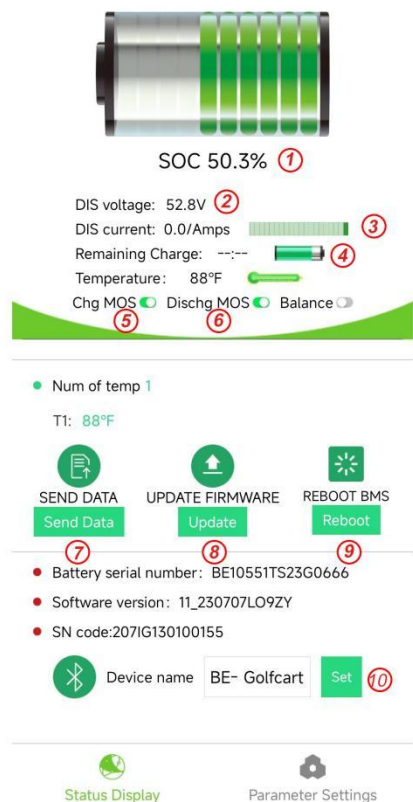 SOC 50.3% 1
DIS voltage: 52.8V 2
DIS current: 0.0/Amps 3
Remaining Charge: --:-- 4
Temperature: 88°F
Chg MOS Dischg MOS Balance
5 6
Num of temp 1
T1: 88°F
SEND DATA UPDATE FIRMWARE REBOOT BMS
Send Data Update Reboot
7 8 9
Battery serial number: BE10551TS23G0666
Software version: 11_230707LO9ZY
SN code:207IG130100155
Device name BE- Golfcart Set 10
Status Display Parameter Settings